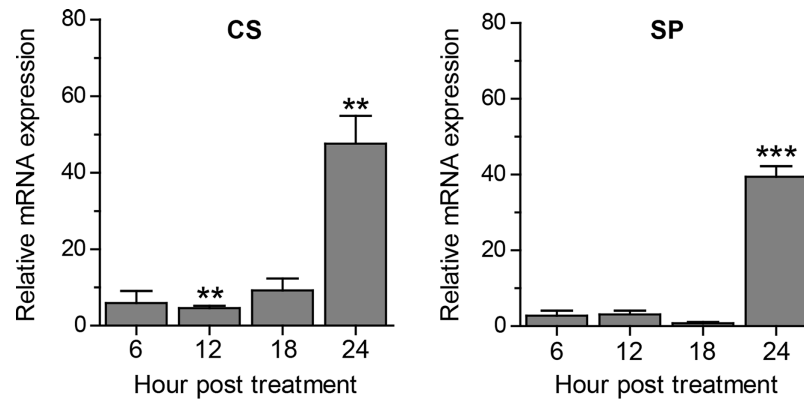 CS
Relative mRNA expression
80
60
40
20
0
**
**
6 12 18 24
Hour post treatment
SP
Relative mRNA expression
80
60
40
20
0
***
6 12 18 24
Hour post treatment